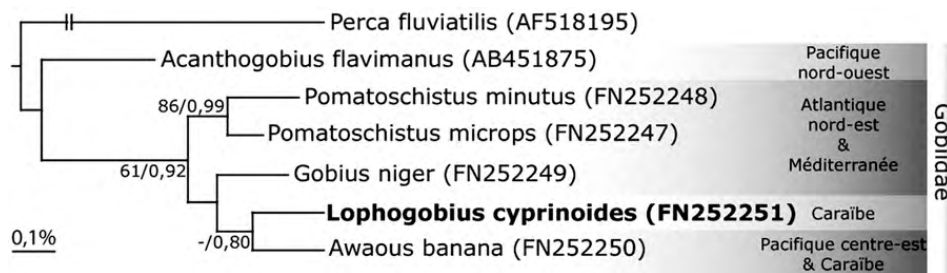 Perca fluviatilis (AF518195)
Acanthogobius flavimanus (AB451875)
Pacifique
nord-ouest
86/0,99
Pomatoschistus minutus (FN252248)
Pomatoschistus microps (FN252247)
Atlantique
nord-est
&
Méditerranée
61/0,92
Gobius niger (FN252249)
Lophogobius cyprinoides (FN252251)
Caraïbe
-/0,80
Awaous banana (FN252250)
Pacifique centre-est
& Caraïbe
0,1%
Gobiidae